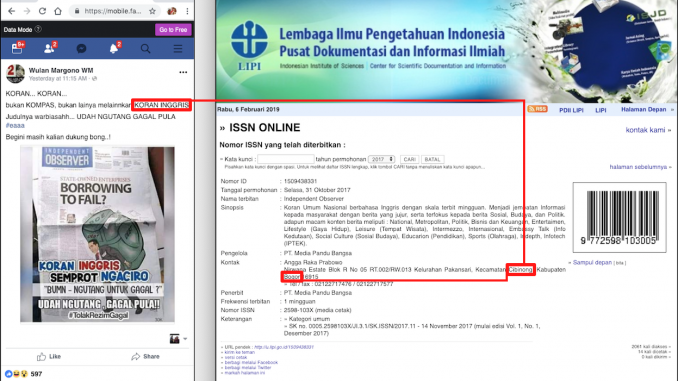 https://mobile.fa...
Data Mode
Go to Free
9+
2
Wulan Margono WM
Yesterday at 11:15 AM
KORAN... KORAN...
bukan KOMPAS, bukan lainya melainnkan KORAN INGGRIS
Judulnya warbiasahh... UDAH NGUTANG GAGAL PULA
#eaaa
Begini masih kalian dukung bong..!
INDEPENDENT
OBSERVER
STATE-OWNED ENTERPRISES
BORROWING
TO FAIL?
KORAN INGGRIS
SEMPROT NGACIRO
"BUMN - NGUTANG UNTUK GAGAL ?"
UDAH NGUTANG, GAGAL PULA!!
#TolakRezimGagal
Like
Share
597
LIPI
Lembaga Ilmu Pengetahuan Indonesia
Pusat Dokumentasi dan Informasi Ilmiah
Indonesian Institute of Sciences | Center for Scientific Documentation and Information
ISJD
Rabu, 6 Februari 2019
RSS
PDII LIPI
LIPI
Halaman Depan
» ISSN ONLINE
kontak kami »
Nomor ISSN yang telah diterbitkan :
Kata kunci :
tahun permohonan
2017
CARI
BATAL
halaman sebelumnya »
Nomor ID : 1509438331
Tanggal permohonan : Selasa, 31 Oktober 2017
Nama terbitan : Independent Observer
Sinopsis : Koran Umum Nasional berbahasa Inggris dengan skala terbit mingguan. Menjadi jembatan Informasi
kepada masyarakat dengan berita yang jujur, serta terfokus kepada berita Sosial, Budaya, dan Politik,
adapun macam konten berita meliputi : National, Metropolitan, Politik, Bisnis dan Keuangan, Entertaimen,
Lifestyle (Gaya Hidup), Leisure (Tempat Wisata), Intermezzo, Internasional, Embassy Talk (Info
Kedutaan), Social Culture (Sosial Budaya), Education (Pendidikan), Sports (Olahraga), Indepth, Infotech
(IPTEK).
Pengelola : PT. Media Pandu Bangsa
Kontak : Angga Raka Prabowo
Nirwana Estate Blok R No 05 RT.002/RW.013 Kelurahan Pakansari, Kecamatan Cibinong, Kabupaten
Bogor 16915
Tel / fax : 02122717476 / 02122717577
Penerbit : PT. Media Pandu Bangsa
Frekwensi terbitan : 1 mingguan
Nomor ISSN : 2598-103X (media cetak)
Keterangan : » Kategori umum
» SK no. 0005.2598103X/JI.3.1/SK.ISSN/2017.11 - 14 November 2017 (mulai edisi Vol. 1, No. 1,
Desember 2017)
9 772598 103005
» Sampul depan
» URL pendek : http://u.lipi.go.id/1509438331
» kirim ke teman
» versi cetak
» berbagi melalui Facebook
» berbagi melalui Twitter
» markah halaman ini